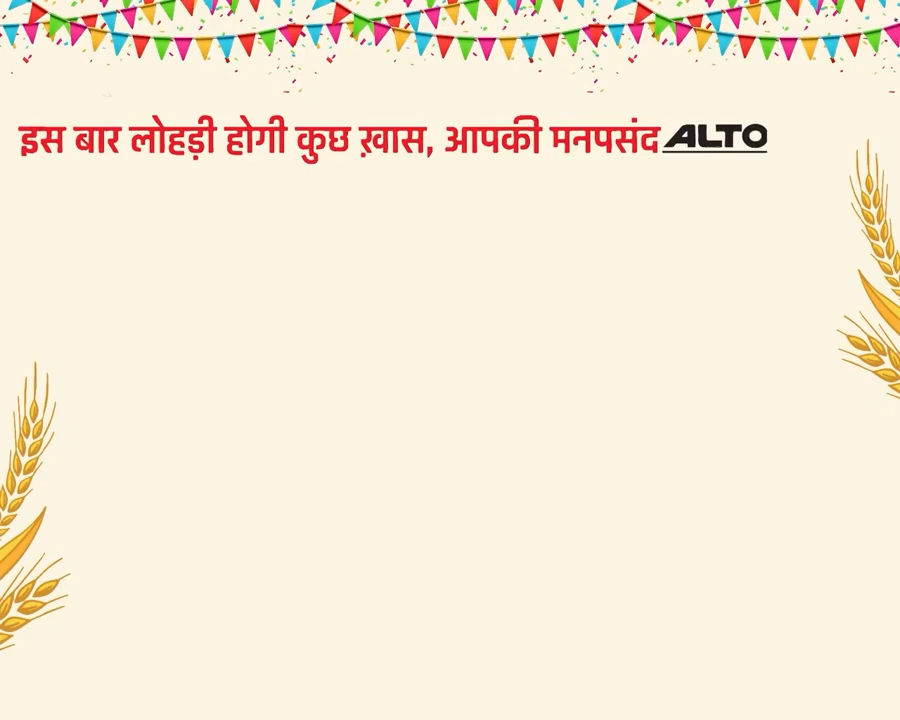 इस बार लोहड़ी होगी कुछ ख़ास, आपकी मनपसंद ALTO